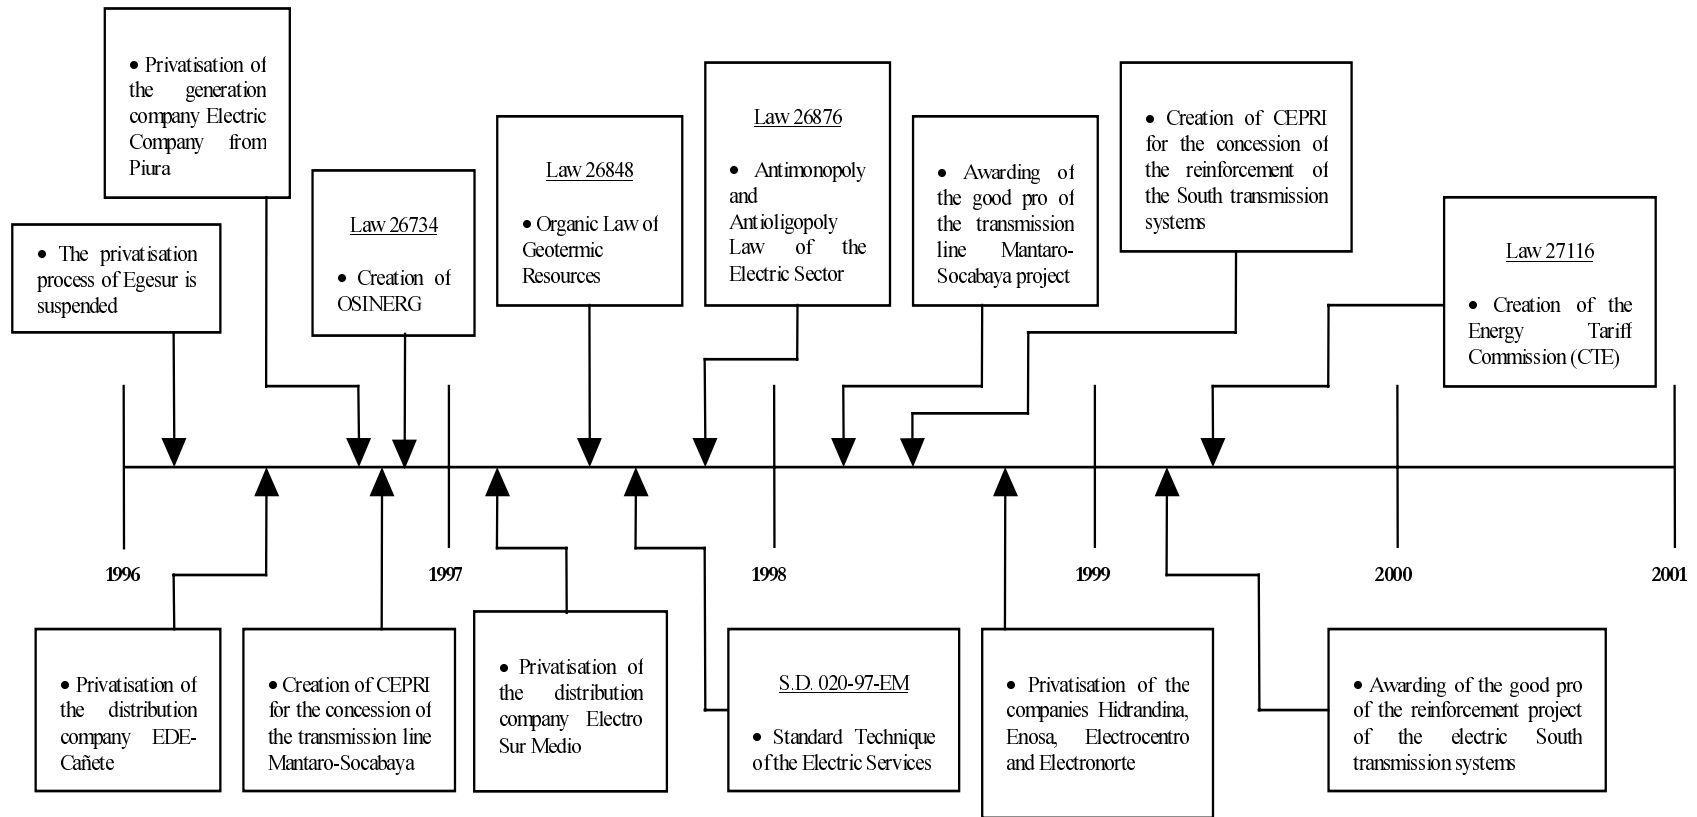 • Privatisation of
the generation
company Electric
Company from
Piura
• The privatisation
process of Egesur is
suspended
Law 26734
• Creation of
OSINERG
Law 26848
• Organic Law of
Geotermic
Resources
Law 26876
• Antimonopoly
and
Antioligopoly
Law of the
Electric Sector
• Awarding of
the good pro of
the transmission
line Mantaro-
Socabaya project
• Creation of CEPRI
for the concession of
the reinforcement of
the South transmission
systems
Law 27116
• Creation of the
Energy Tariff
Commission (CTE)
1996
1997
1998
1999
2000
2001
• Privatisation of
the distribution
company EDE-
Cañete
• Creation of CEPRI
for the concession of
the transmission line
Mantaro-Socabaya
• Privatisation of
the distribution
company Electro
Sur Medio
S.D. 020-97-EM
• Standard Technique
of the Electric Services
• Privatisation of the
companies Hidrandina,
Enosa, Electrocentro
and Electronorte
• Awarding of the good pro
of the reinforcement project
of the electric South
transmission systems